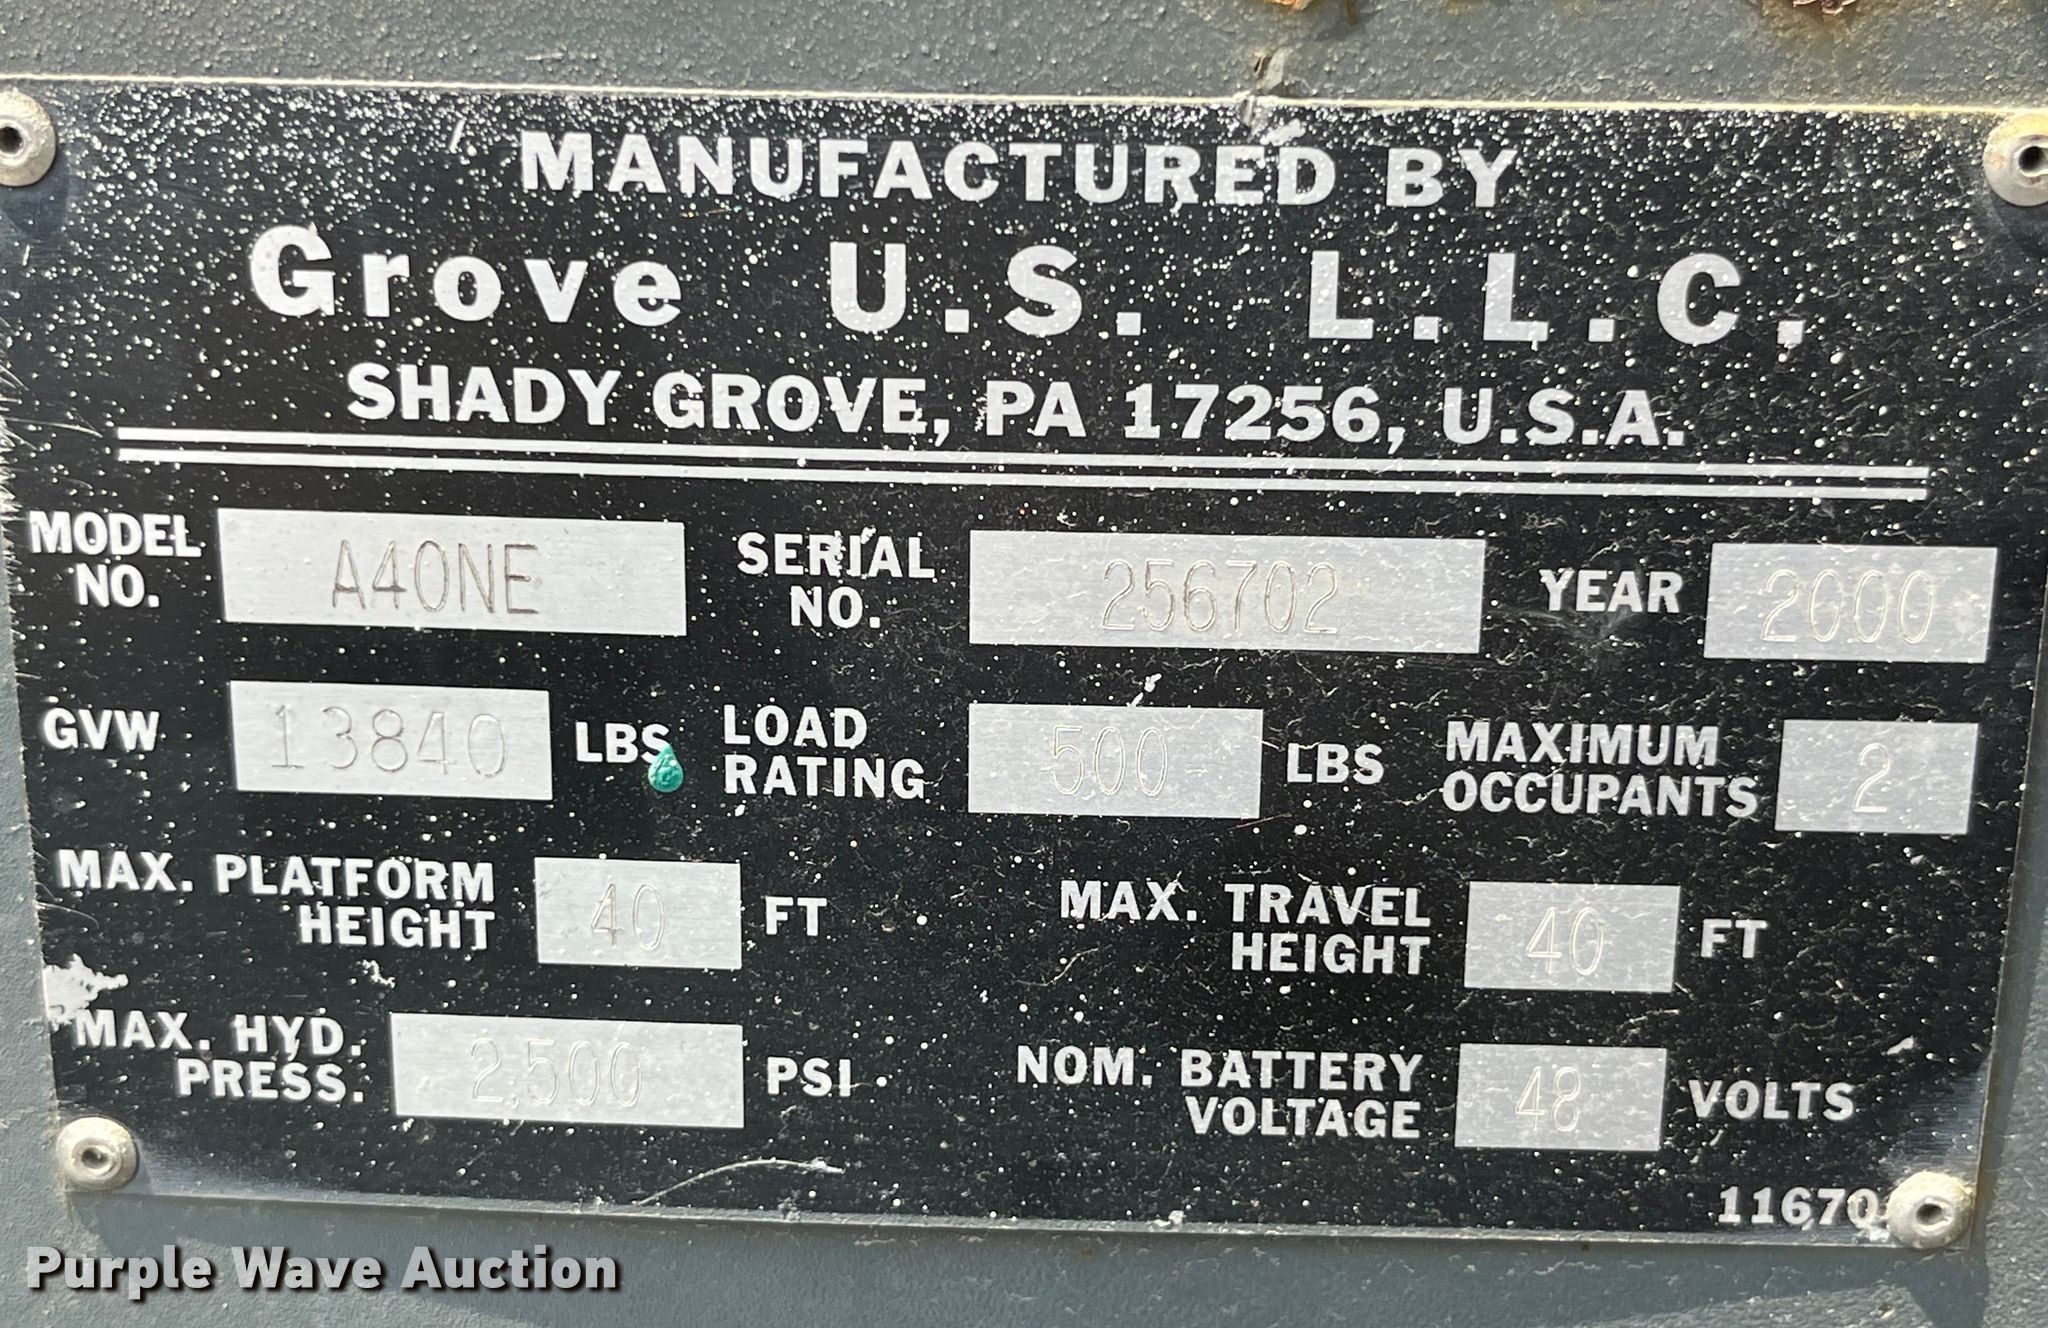 MANUFACTURED BY
Grove U.S. L.L.C.
SHADY GROVE, PA 17256, U.S.A.
MODEL NO. A40NE SERIAL NO. 256702 YEAR 2000
GVW 13840 LBS LOAD RATING 500 LBS MAXIMUM OCCUPANTS 2
MAX. PLATFORM HEIGHT 40 FT MAX. TRAVEL HEIGHT 40 FT
MAX. HYD. PRESS. 2,500 PSI NOM. BATTERY VOLTAGE 48 VOLTS
Purple Wave Auction